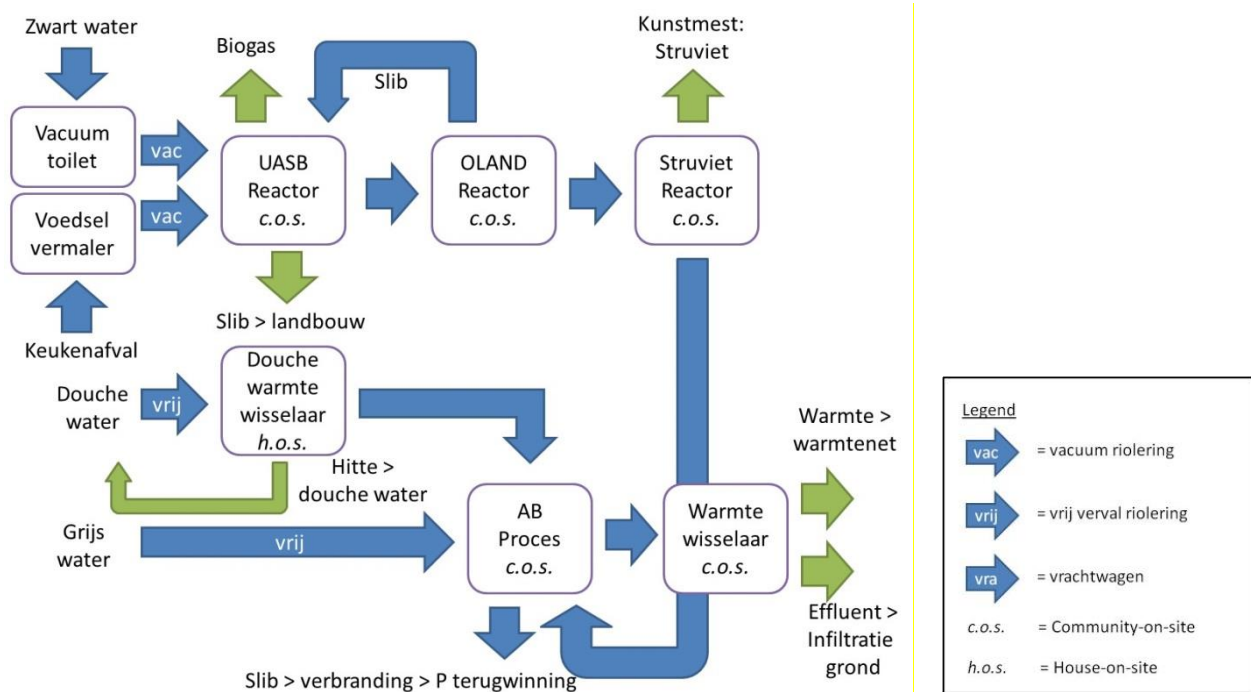 Zwart water
Biogas
Kunstmest:
Struviet
Slib
Vacuum
toilet
vac
UASB
Reactor
c.o.s.
OLAND
Reactor
c.o.s.
Struviet
Reactor
c.o.s.
Voedsel
vermaler
vac
Slib > landbouw
Keukenafval
Douche
water
vrij
Douche
warmte
wisselaar
h.o.s.
Hitte >
douche water
Grijs
water
vrij
AB
Proces
c.o.s.
Warmte
wisselaar
c.o.s.
Warmte >
warmtenet
Effluent >
Infiltratie
grond
Slib > verbranding > P terugwinning
Legend
vac = vacuum riolering
vrij = vrij verval riolering
vra = vrachtwagen
c.o.s. = Community-on-site
h.o.s. = House-on-site